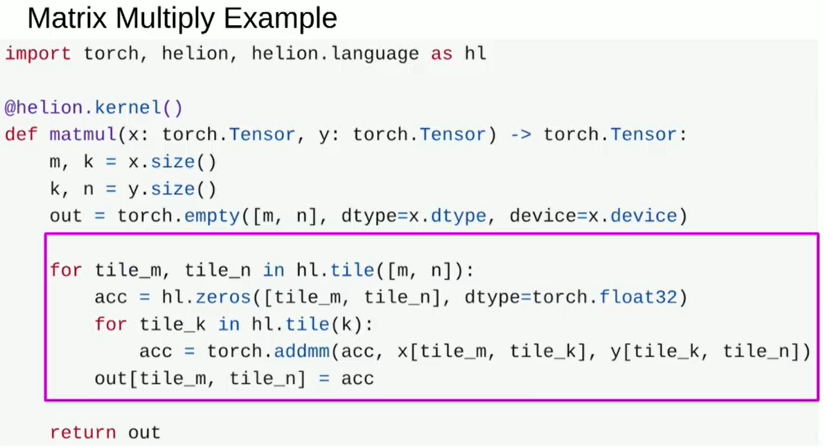 Matrix Multiply Example
import torch, helion, helion.language as hl
@helion.kernel()
def matmul(x: torch.Tensor, y: torch.Tensor) -> torch.Tensor:
    m, k = x.size()
    k, n = y.size()
    out = torch.empty([m, n], dtype=x.dtype, device=x.device)
    for tile_m, tile_n in hl.tile([m, n]):
        acc = hl.zeros([tile_m, tile_n], dtype=torch.float32)
        for tile_k in hl.tile(k):
            acc = torch.addmm(acc, x[tile_m, tile_k], y[tile_k, tile_n])
        out[tile_m, tile_n] = acc
    return out